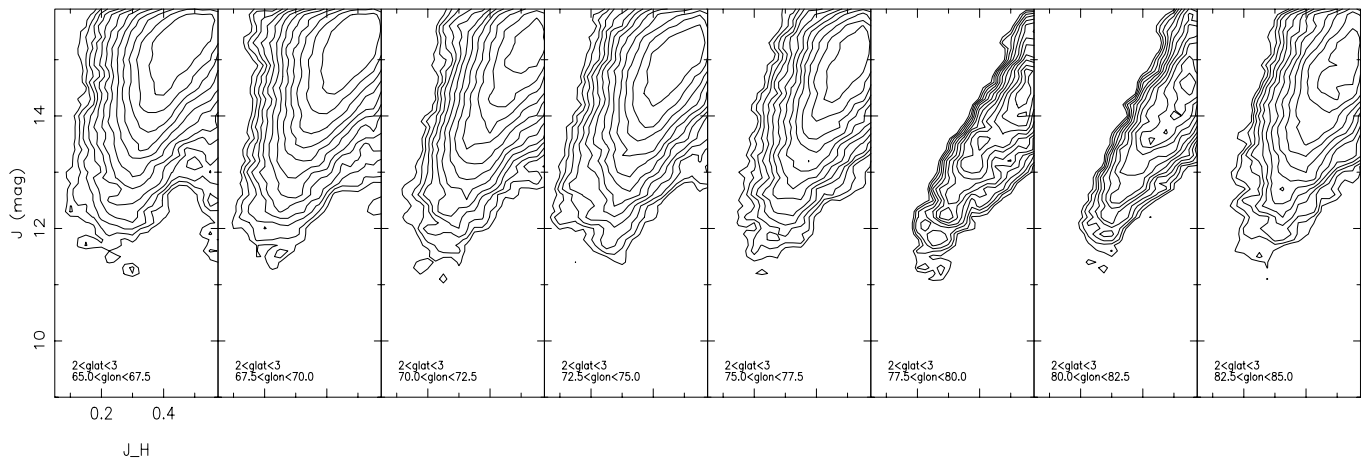 14
12
10
J (mag)
2<glat<3
65.0<glon<67.5
2<glat<3
67.5<glon<70.0
2<glat<3
70.0<glon<72.5
2<glat<3
72.5<glon<75.0
2<glat<3
75.0<glon<77.5
2<glat<3
77.5<glon<80.0
2<glat<3
80.0<glon<82.5
2<glat<3
82.5<glon<85.0
0.2 0.4
J_H